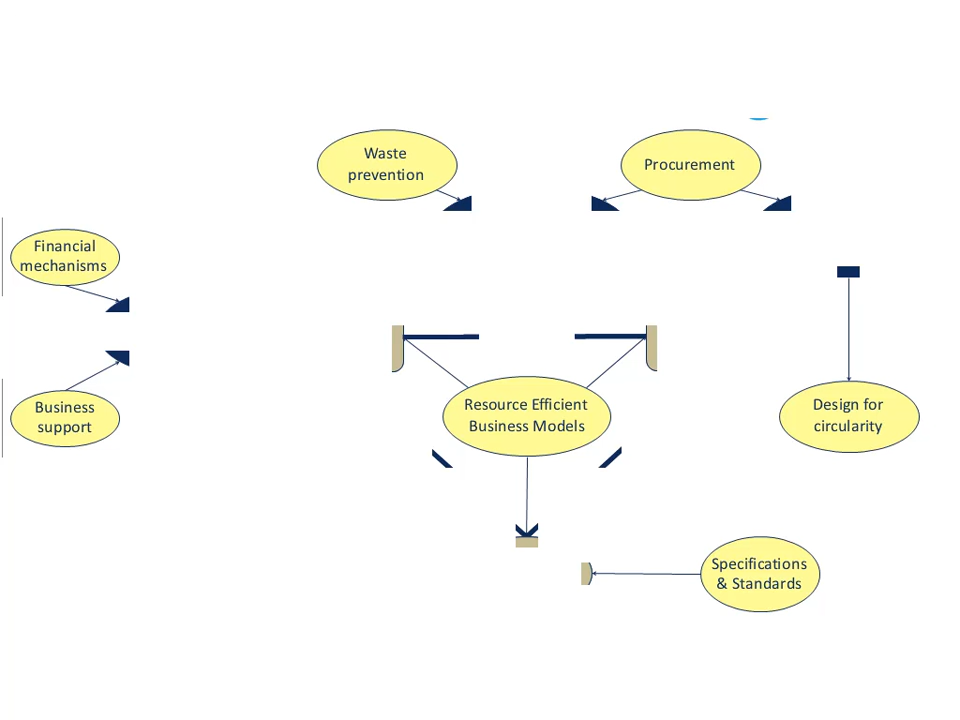 Waste
prevention
Procurement
Financial
mechanisms
Business
support
Resource Efficient
Business Models
Design for
circularity
Specifications
& Standards